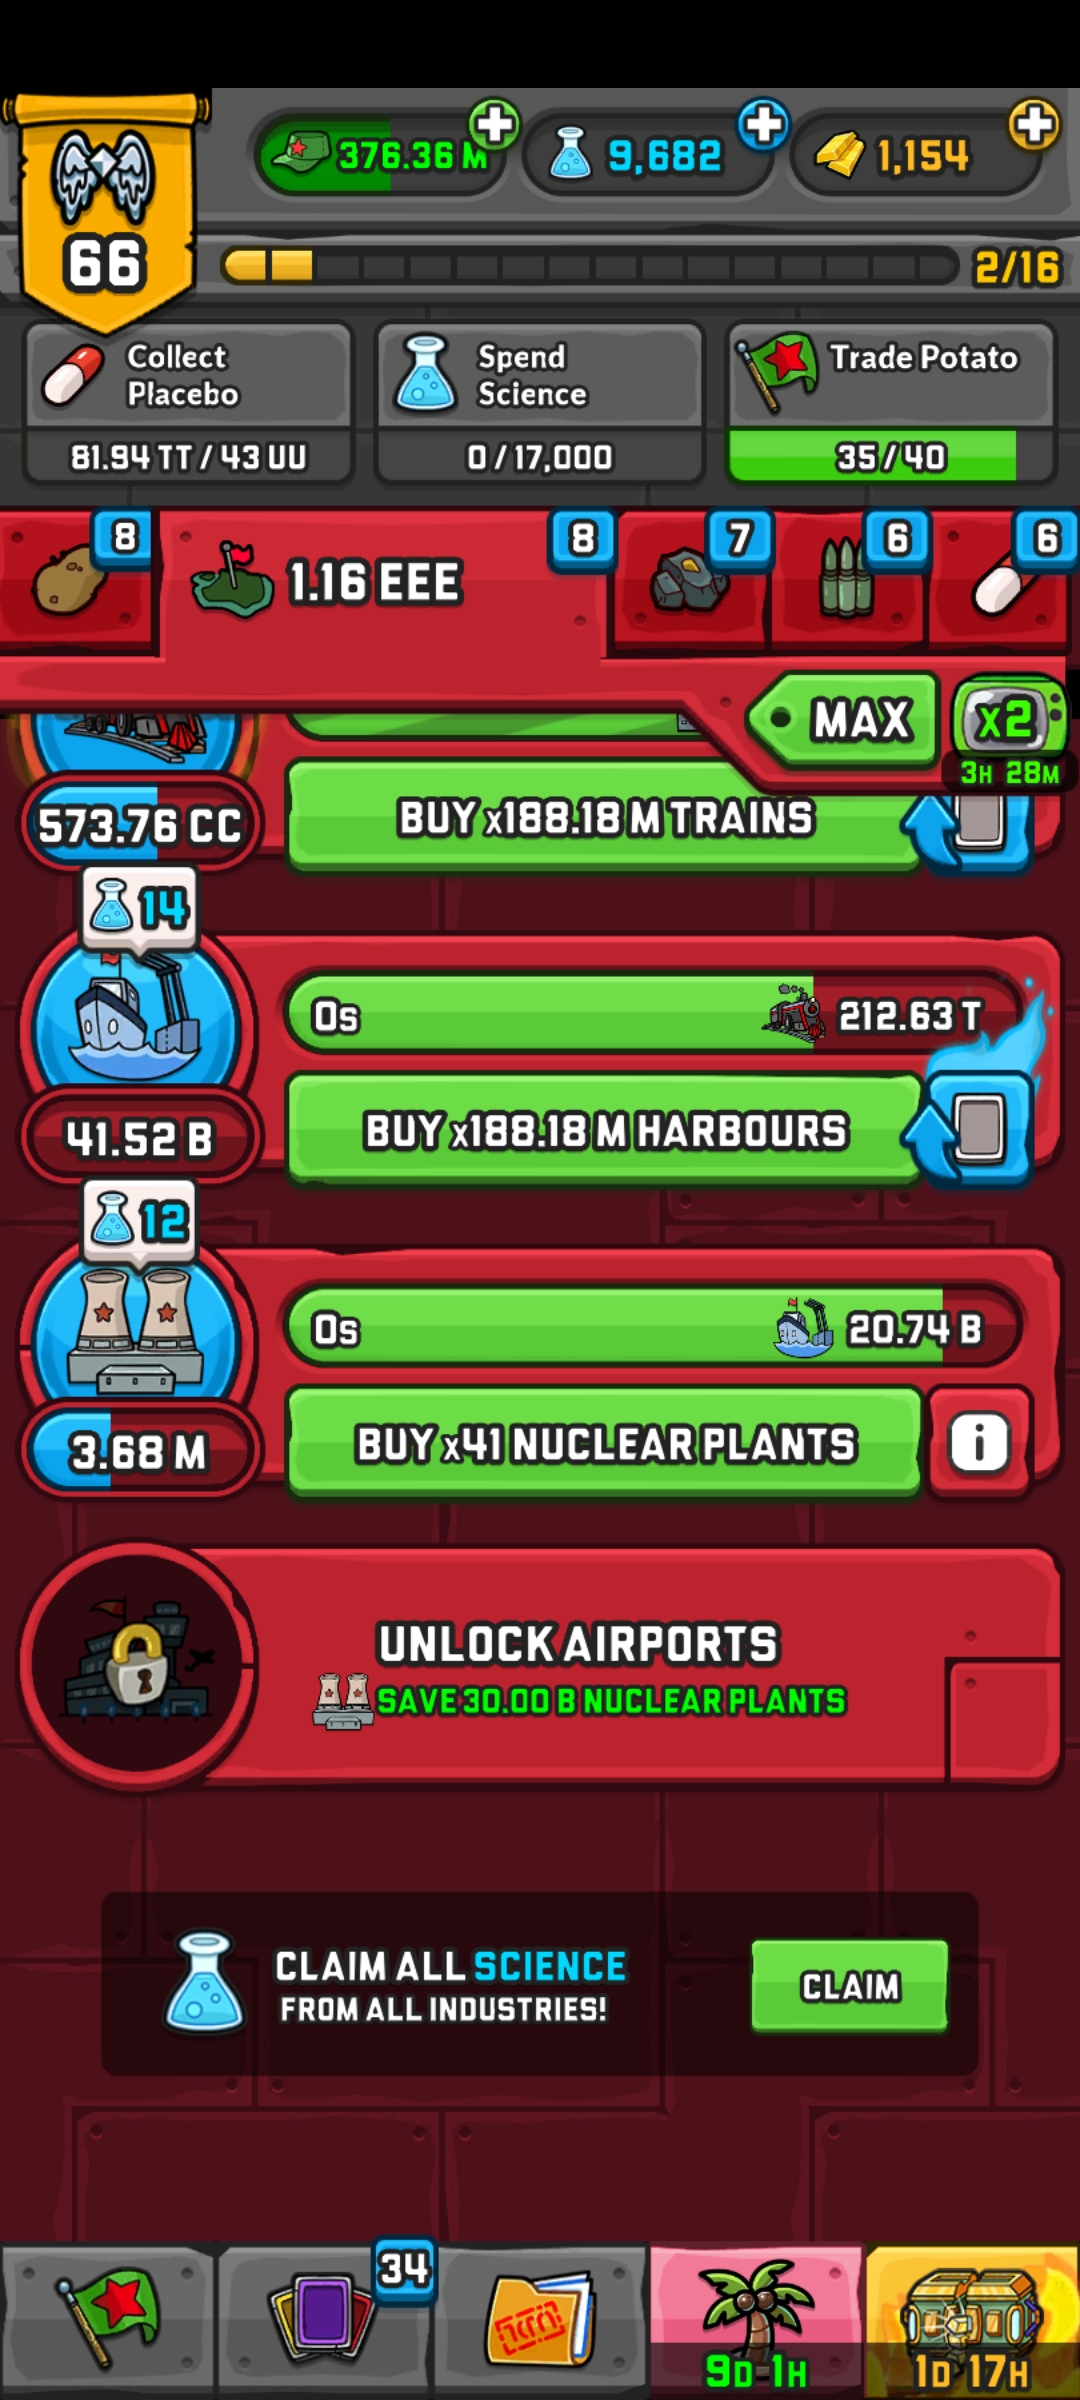 376.36 M
9,682
1,154
66
2/16
Collect
Placebo
Spend
Science
Trade Potato
81.94 TT / 43 UU
0 / 17,000
35 / 40
8
1.16 EEE
8
7
6
6
MAX
x2
3H 28M
573.76 CC
BUY x188.18 M TRAINS
14
0s
212.63 T
41.52 B
BUY x188.18 M HARBOURS
12
0s
20.74 B
3.68 M
BUY x41 NUCLEAR PLANTS
i
UNLOCK AIRPORTS
SAVE 30.00 B NUCLEAR PLANTS
CLAIM ALL SCIENCE
FROM ALL INDUSTRIES!
CLAIM
34
9D 1H
1D 17H